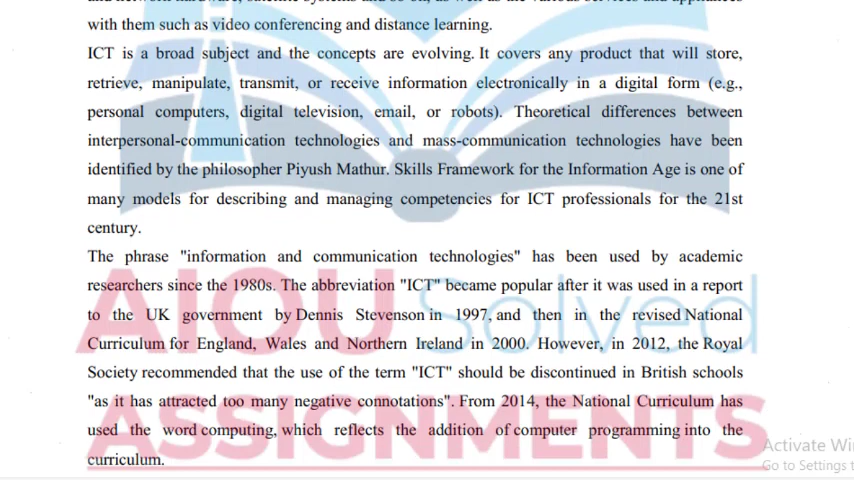 with them such as video conferencing and distance learning.
ICT is a broad subject and the concepts are evolving. It covers any product that will store,
retrieve, manipulate, transmit, or receive information electronically in a digital form (e.g.,
personal computers, digital television, email, or robots). Theoretical differences between
interpersonal-communication technologies and mass-communication technologies have been
identified by the philosopher Piyush Mathur. Skills Framework for the Information Age is one of
many models for describing and managing competencies for ICT professionals for the 21st
century.
The phrase "information and communication technologies" has been used by academic
researchers since the 1980s. The abbreviation "ICT" became popular after it was used in a report
to the UK government by Dennis Stevenson in 1997, and then in the revised National
Curriculum for England, Wales and Northern Ireland in 2000. However, in 2012, the Royal
Society recommended that the use of the term "ICT" should be discontinued in British schools
"as it has attracted too many negative connotations". From 2014, the National Curriculum has
used the word computing, which reflects the addition of computer programming into the
curriculum.
AIOU Solved
ASSIGNMENTS
Activate
Go to Settings